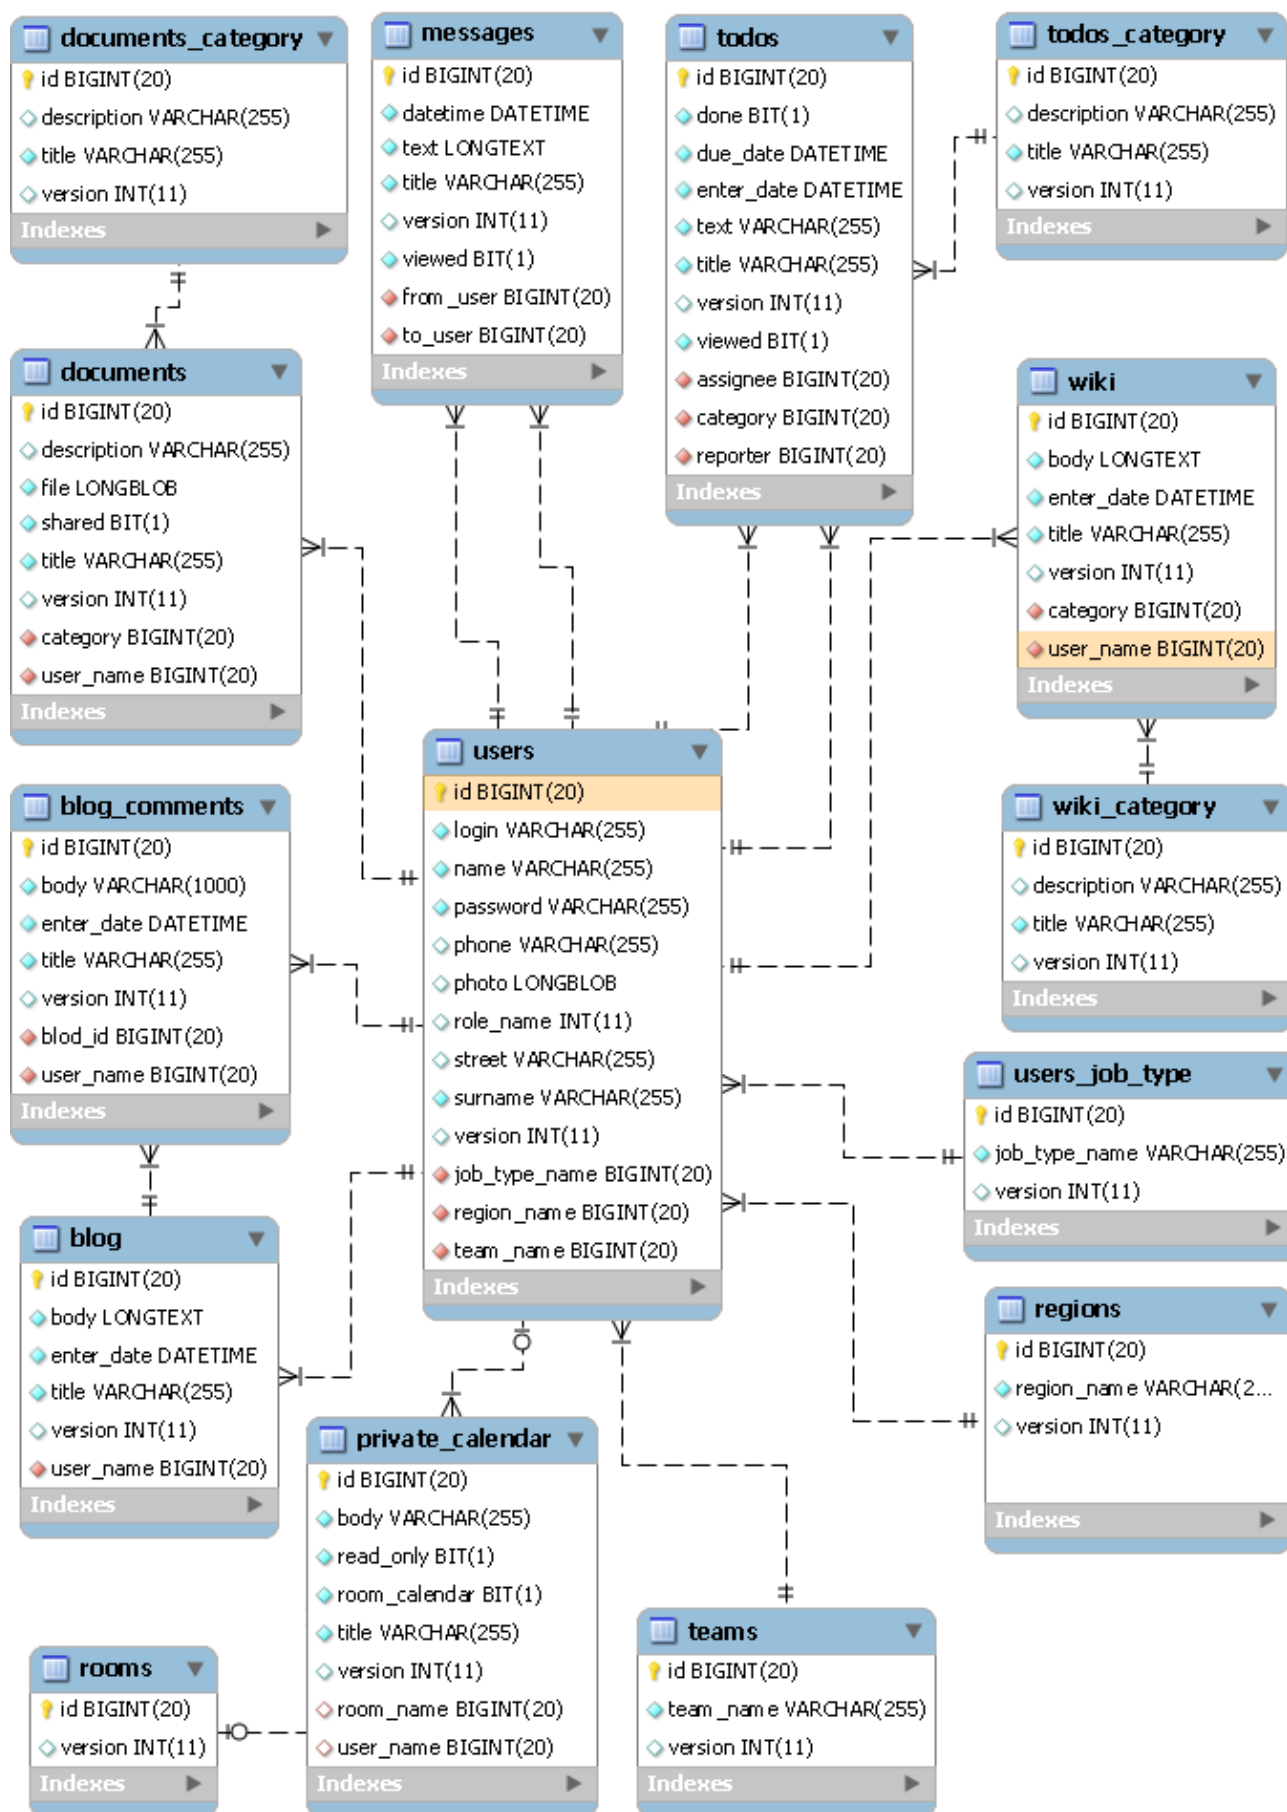 documents_category
id BIGINT(20)
description VARCHAR(255)
title VARCHAR(255)
version INT(11)
Indexes
messages
id BIGINT(20)
datetime DATETIME
text LONGTEXT
title VARCHAR(255)
version INT(11)
viewed BIT(1)
from_user BIGINT(20)
to_user BIGINT(20)
Indexes
todos
id BIGINT(20)
done BIT(1)
due_date DATETIME
enter_date DATETIME
text VARCHAR(255)
title VARCHAR(255)
version INT(11)
viewed BIT(1)
assignee BIGINT(20)
category BIGINT(20)
reporter BIGINT(20)
Indexes
todos_category
id BIGINT(20)
description VARCHAR(255)
title VARCHAR(255)
version INT(11)
Indexes
documents
id BIGINT(20)
description VARCHAR(255)
file LONGBLOB
shared BIT(1)
title VARCHAR(255)
version INT(11)
category BIGINT(20)
user_name BIGINT(20)
Indexes
wiki
id BIGINT(20)
body LONGTEXT
enter_date DATETIME
title VARCHAR(255)
version INT(11)
category BIGINT(20)
user_name BIGINT(20)
Indexes
users
id BIGINT(20)
login VARCHAR(255)
name VARCHAR(255)
password VARCHAR(255)
phone VARCHAR(255)
photo LONGBLOB
role_name INT(11)
street VARCHAR(255)
surname VARCHAR(255)
version INT(11)
job_type_name BIGINT(20)
region_name BIGINT(20)
team_name BIGINT(20)
Indexes
blog_comments
id BIGINT(20)
body VARCHAR(1000)
enter_date DATETIME
title VARCHAR(255)
version INT(11)
blod_id BIGINT(20)
user_name BIGINT(20)
Indexes
wiki_category
id BIGINT(20)
description VARCHAR(255)
title VARCHAR(255)
version INT(11)
Indexes
users_job_type
id BIGINT(20)
job_type_name VARCHAR(255)
version INT(11)
Indexes
blog
id BIGINT(20)
body LONGTEXT
enter_date DATETIME
title VARCHAR(255)
version INT(11)
user_name BIGINT(20)
Indexes
regions
id BIGINT(20)
region_name VARCHAR(2...
version INT(11)
Indexes
private_calendar
id BIGINT(20)
body VARCHAR(255)
read_only BIT(1)
room_calendar BIT(1)
title VARCHAR(255)
version INT(11)
room_name BIGINT(20)
user_name BIGINT(20)
Indexes
teams
id BIGINT(20)
team_name VARCHAR(255)
version INT(11)
Indexes
rooms
id BIGINT(20)
version INT(11)
Indexes